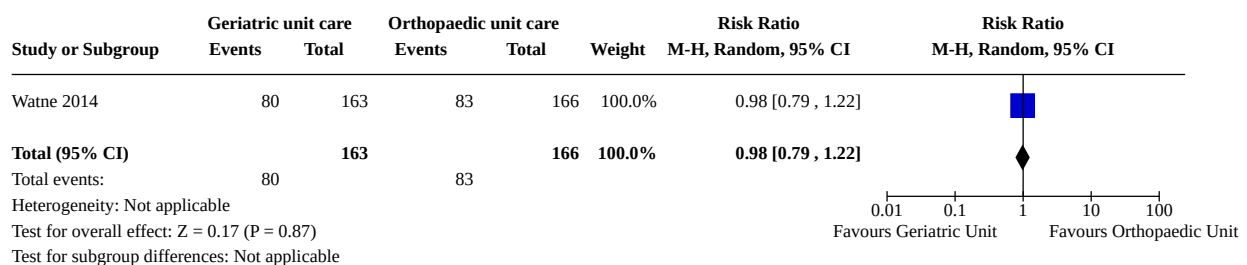 Geriatric unit care Orthopaedic unit care Risk Ratio Risk Ratio
Study or Subgroup Events Total Events Total Weight M-H, Random, 95% CI M-H, Random, 95% CI
Watne 2014 80 163 83 166 100.0% 0.98 [0.79 , 1.22]
Total (95% CI) 163 166 100.0% 0.98 [0.79 , 1.22]
Total events: 80 83
Heterogeneity: Not applicable
0.01 0.1 1 10 100
Test for overall effect: Z = 0.17 (P = 0.87)
Favours Geriatric Unit Favours Orthopaedic Unit
Test for subgroup differences: Not applicable